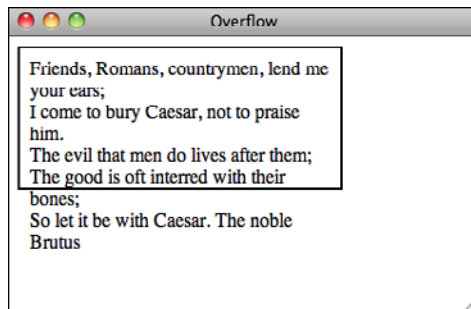 Overflow
Friends, Romans, countrymen, lend me
your ears;
I come to bury Caesar, not to praise
him.
The evil that men do lives after them;
The good is oft interred with their
bones;
So let it be with Caesar. The noble
Brutus